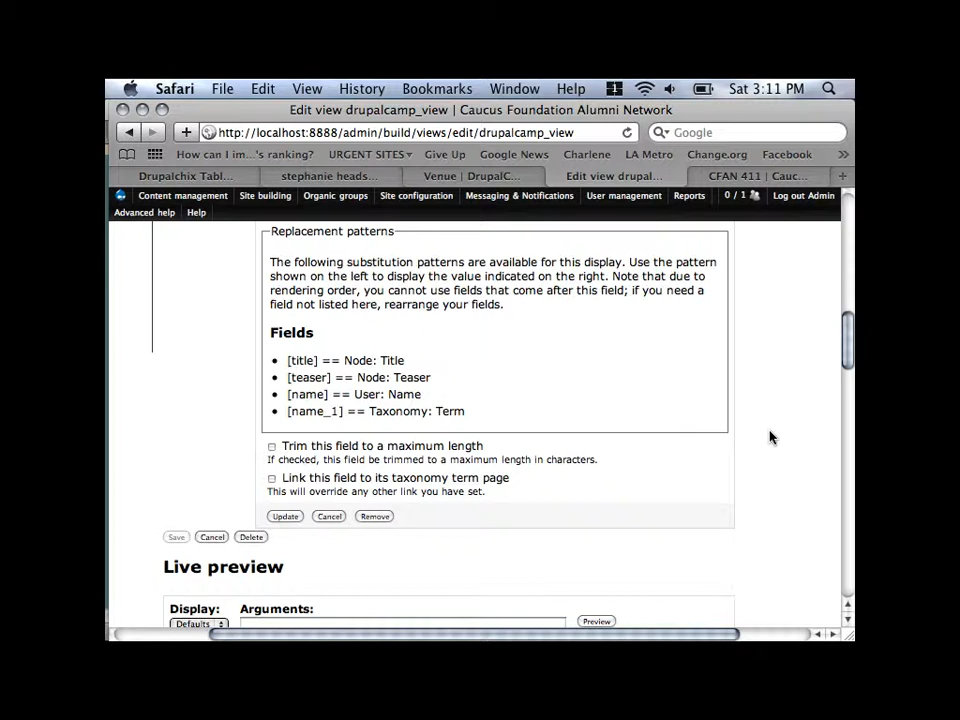 Safari File Edit View History Bookmarks Window Help 1 Sat 3:11 PM
Edit view drupalcamp_view | Caucus Foundation Alumni Network
http://localhost:8888/admin/build/views/edit/drupalcamp_view Google
How can I im...'s ranking? URGENT SITES Give Up Google News Charlene LA Metro Change.org Facebook
Drupalchix Tabl... stephanie heads... Venue | DrupalC... Edit view drupal... CFAN 411 | Cauc...
Content management Site building Organic groups Site configuration Messaging & Notifications User management Reports 0 / 1 Log out Admin
Advanced help Help
Replacement patterns
The following substitution patterns are available for this display. Use the pattern
shown on the left to display the value indicated on the right. Note that due to
rendering order, you cannot use fields that come after this field; if you need a
field not listed here, rearrange your fields.
Fields
• [title] == Node: Title
• [teaser] == Node: Teaser
• [name] == User: Name
• [name_1] == Taxonomy: Term
Trim this field to a maximum length
If checked, this field be trimmed to a maximum length in characters.
Link this field to its taxonomy term page
This will override any other link you have set.
Update Cancel Remove
Save Cancel Delete
Live preview
Display: Arguments:
Defaults Preview